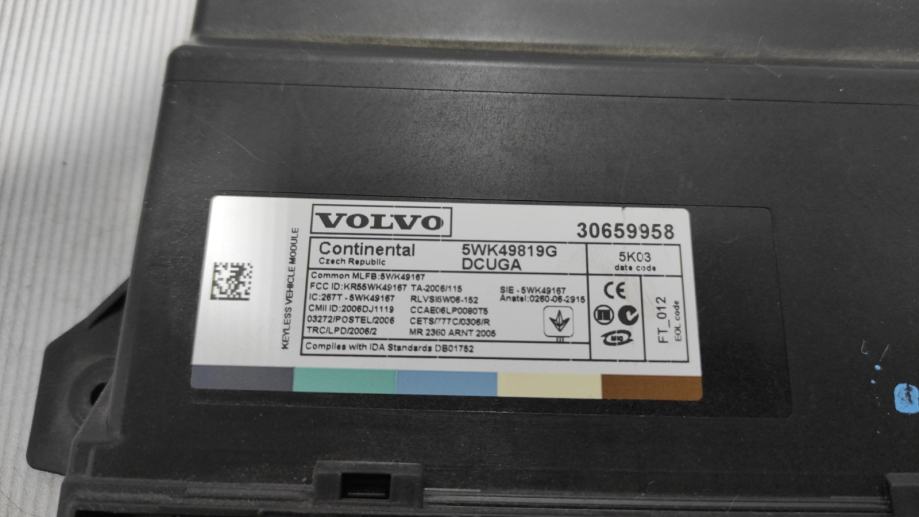 VOLVO
30659958
KEYLESS VEHICLE MODULE
Continental
Czech Republic
5WK49819G
DCUGA
5K03
date code
Common MLFB:5WK49167
FCC ID:KR55WK49167 TA-2006/115
SIE - 5WK49167
IC:267T - 5WK49167 RLVSI5W06-152
Anatel:0260-06-2915
CMII ID:2006DJ1119 CCAE06LP0080T5
03272/POSTEL/2006 CETS/777C/0306/R
TRC/LPD/2006/2 MR 2360 ARNT 2005
Complies with IDA Standards DB01752
CE
FT_012
EOL code